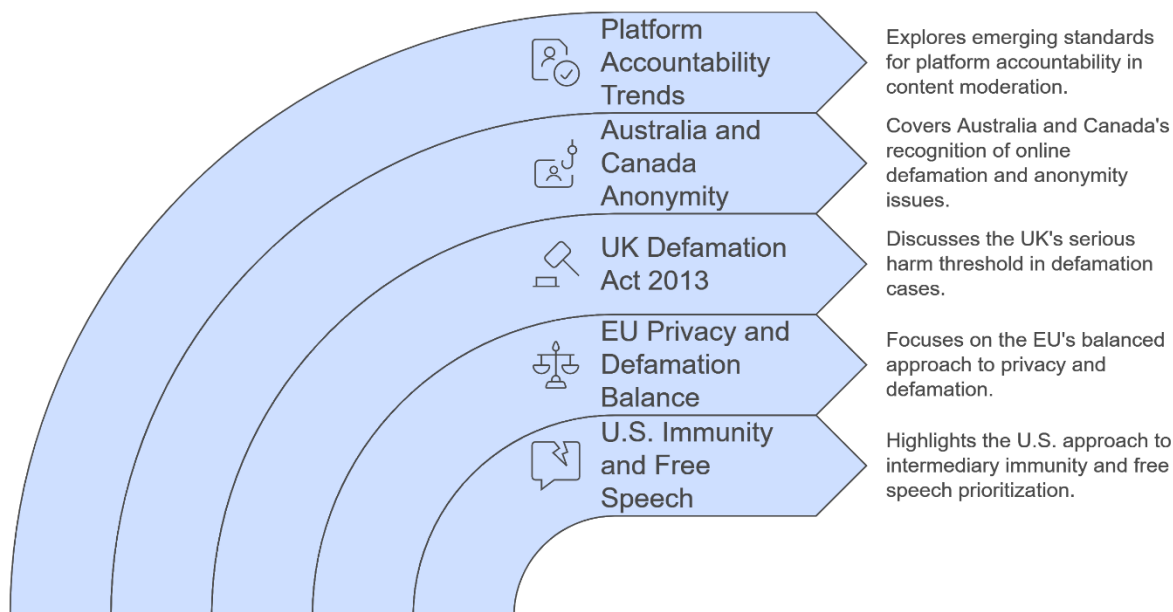 Platform
Accountability
Trends
Explores emerging standards
for platform accountability in
content moderation.
Australia and
Canada
Anonymity
Covers Australia and Canada's
recognition of online
defamation and anonymity
issues.
UK Defamation
Act 2013
Discusses the UK's serious
harm threshold in defamation
cases.
EU Privacy and
Defamation
Balance
Focuses on the EU's balanced
approach to privacy and
defamation.
U.S. Immunity
and Free
Speech
Highlights the U.S. approach to
intermediary immunity and free
speech prioritization.